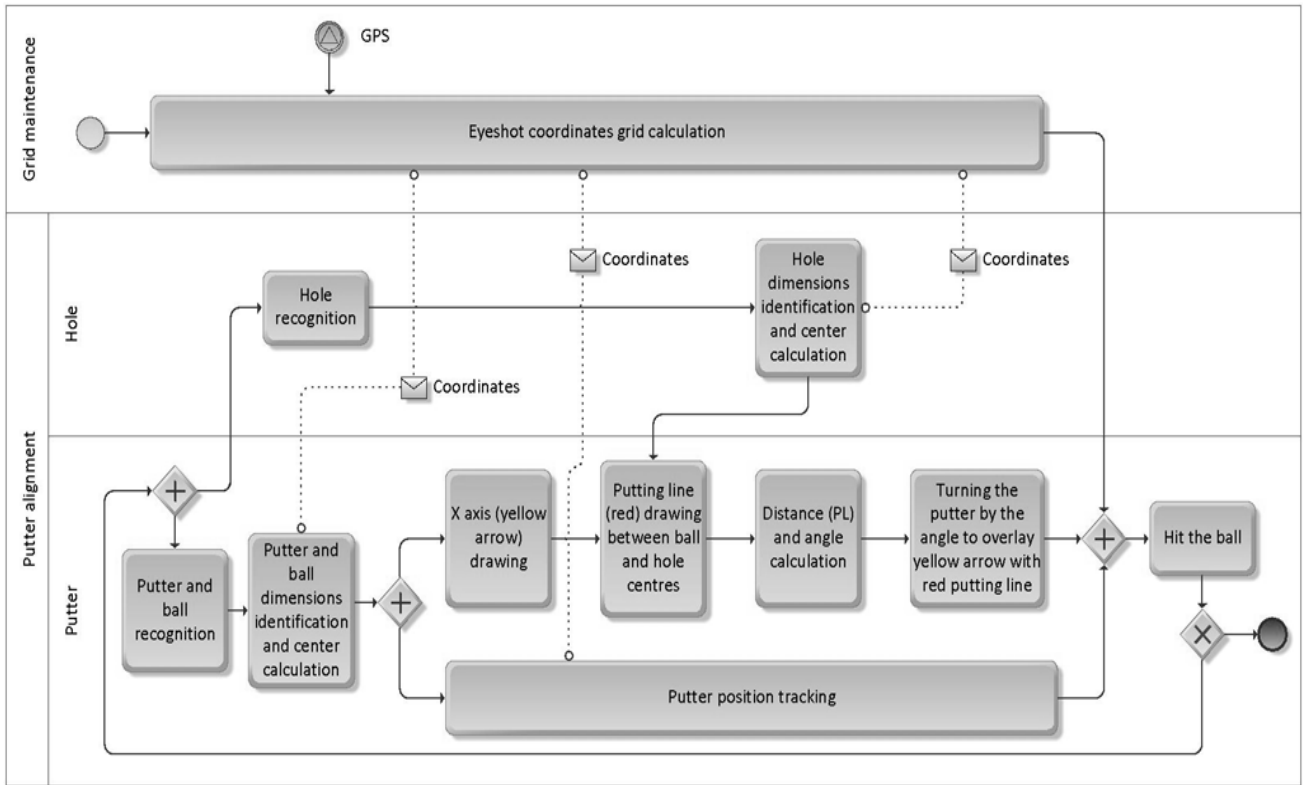 Grid maintenance
GPS
Eyeshot coordinates grid calculation
Putter alignment
Hole
Hole
recognition
Coordinates
Hole
dimensions
identification
and center
calculation
Coordinates
Coordinates
Putter
Putter and
ball
recognition
Putter and
ball
dimensions
identification
and center
calculation
X axis (yellow
arrow)
drawing
Putting line
(red) drawing
between ball
and hole
centres
Distance (PL)
and angle
calculation
Turning the
putter by the
angle to overlay
yellow arrow with
red putting line
Hit the ball
Putter position tracking